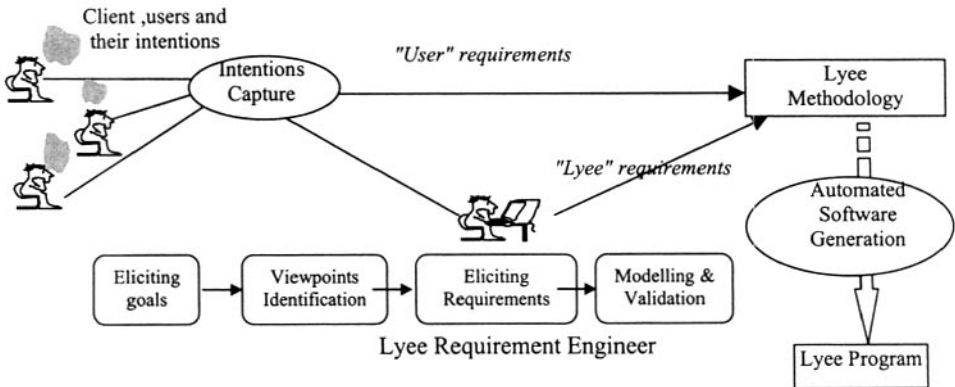 Client ,users and
their intentions
Intentions
Capture
"User" requirements
Lyee
Methodology
"Lyee" requirements
Automated
Software
Generation
Eliciting
goals
Viewpoints
Identification
Eliciting
Requirements
Modelling &
Validation
Lyee Requirement Engineer
Lyee Program